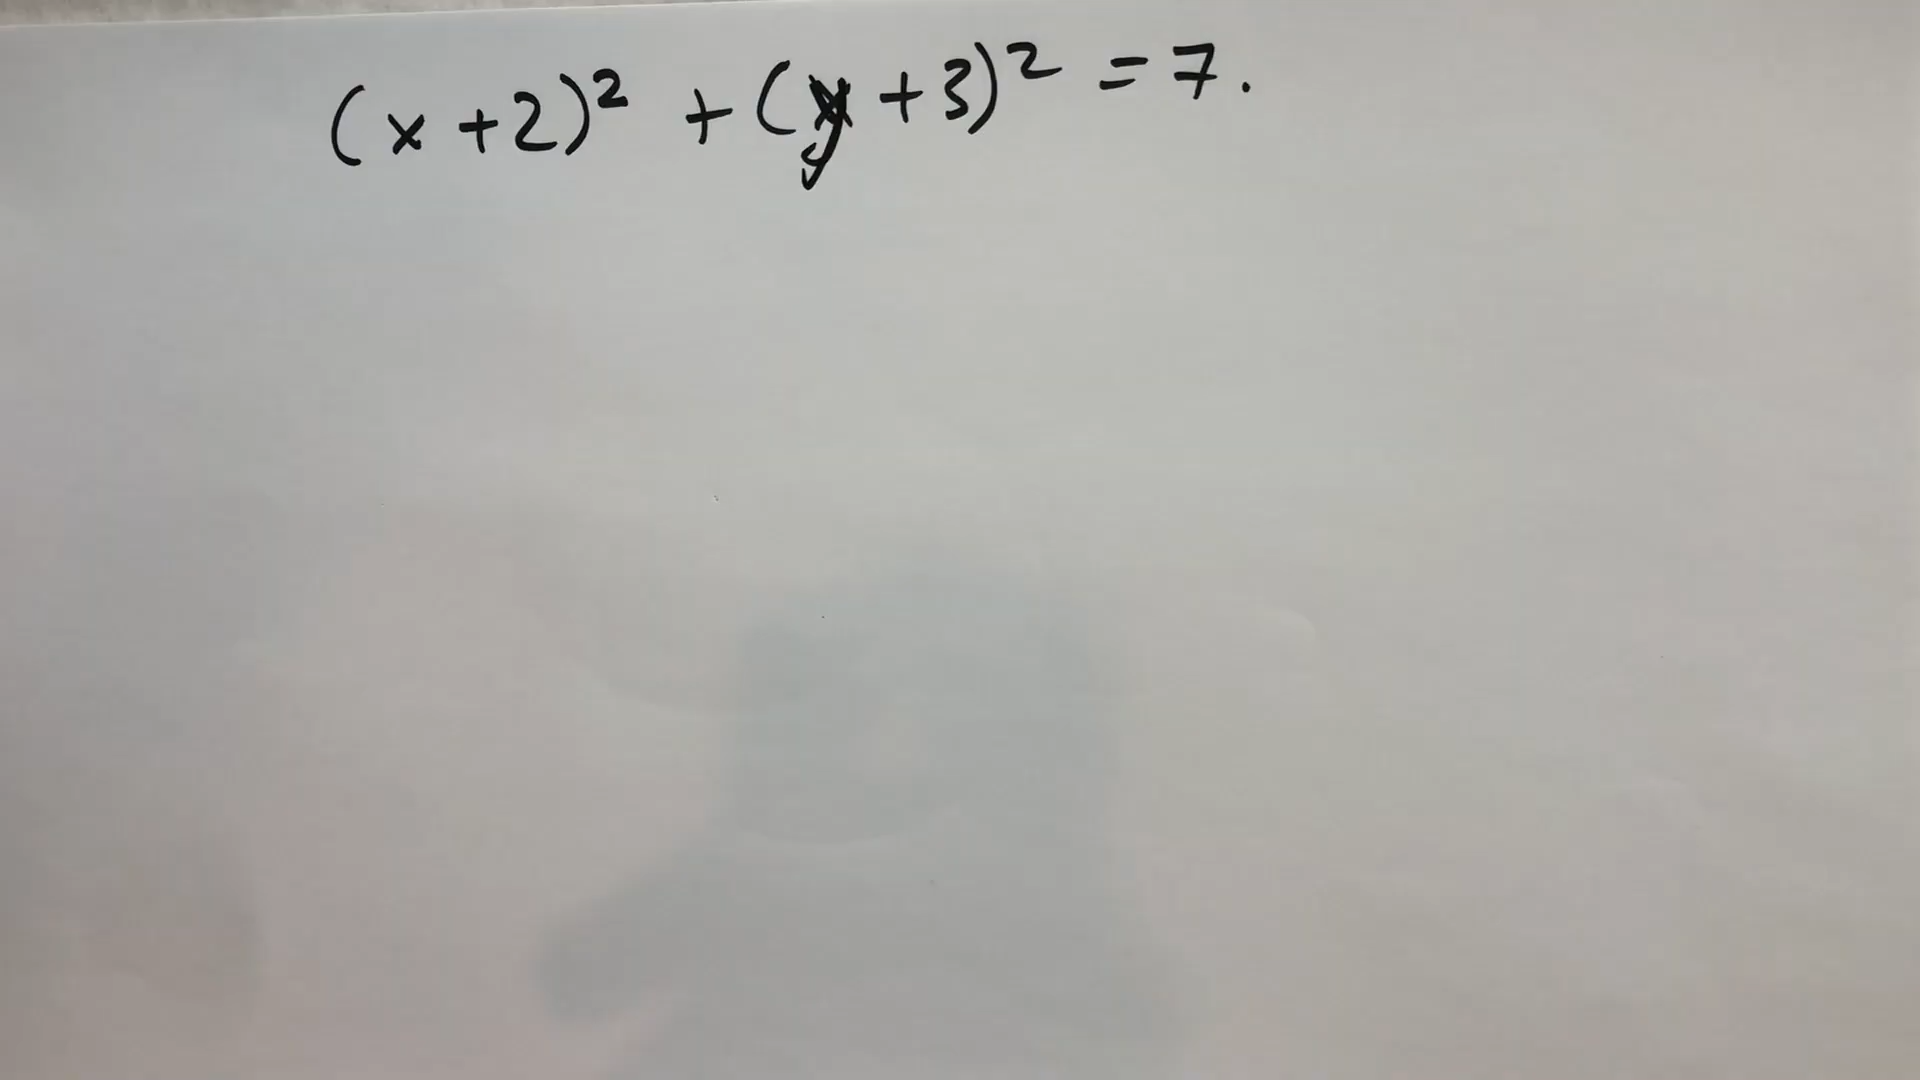 (x+2)² + (y+3)² = 7.